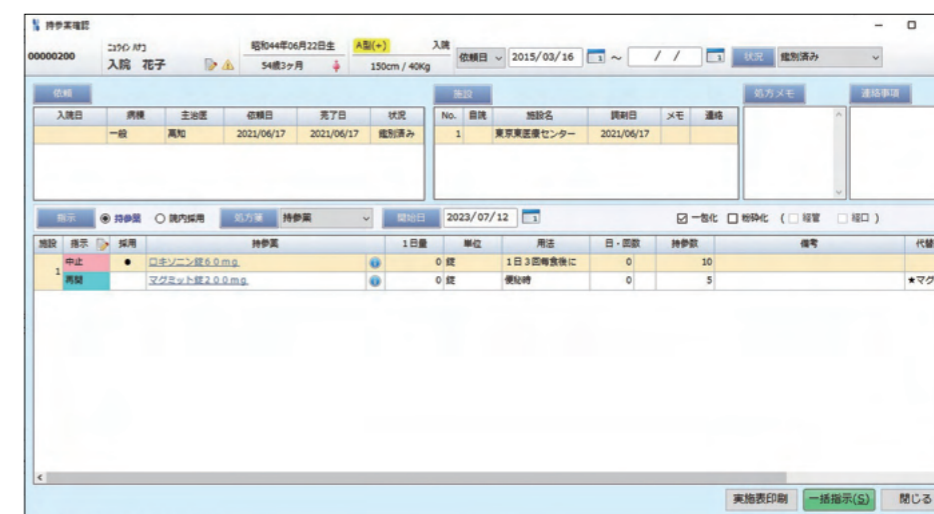 持参薬確認
00000200
入院 花子
昭和44年06月22日生
54歳3ヶ月
A型(+)
150cm / 40Kg
入院
依頼日 2015/03/16 ～ / / 状況 鑑別済み
依頼
入院日 病棟 主治医 依頼日 完了日 状況
一般 高知 2021/06/17 2021/06/17 鑑別済み
施設
No. 自院 施設名 調剤日 メモ 連絡
1 東京東医療センター 2021/06/17
処方メモ 連絡事項
指示 持参薬 院内採用 処方箋 持参薬 開始日 2023/07/12 一包化 粉砕化 ( 経管 経口 )
施設 指示 採用 持参薬 1日量 単位 用法 日・回数 持参数 備考 代替
1 中止 ● ロキソニン錠60mg 0 錠 1日3回毎食後に 0 10
再開 マグミット錠200mg 0 錠 便秘時 0 5 ★マグ
実施表印刷 一括指示(S) 閉じる